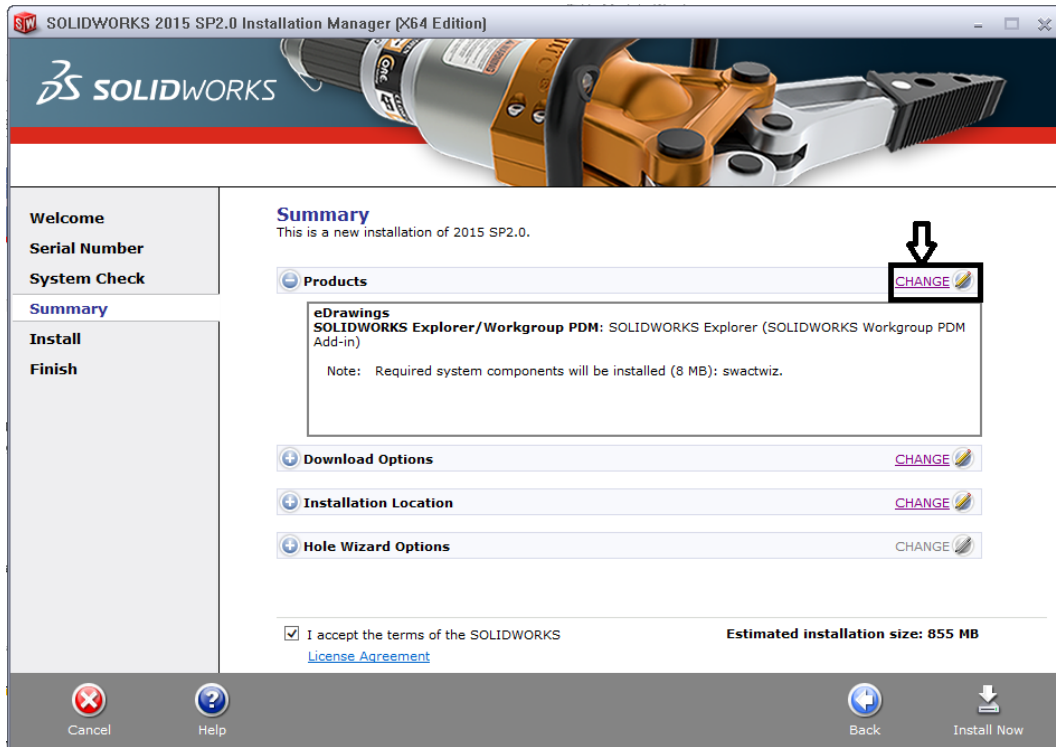 SOLIDWORKS 2015 SP2.0 Installation Manager (X64 Edition)
SOLIDWORKS
Welcome
Serial Number
System Check
Summary
Install
Finish
Summary
This is a new installation of 2015 SP2.0.
Products CHANGE
eDrawings
SOLIDWORKS Explorer/Workgroup PDM: SOLIDWORKS Explorer (SOLIDWORKS Workgroup PDM
Add-in)
Note: Required system components will be installed (8 MB): swactwiz.
Download Options CHANGE
Installation Location CHANGE
Hole Wizard Options CHANGE
I accept the terms of the SOLIDWORKS
License Agreement
Estimated installation size: 855 MB
Cancel
Help
Back
Install Now